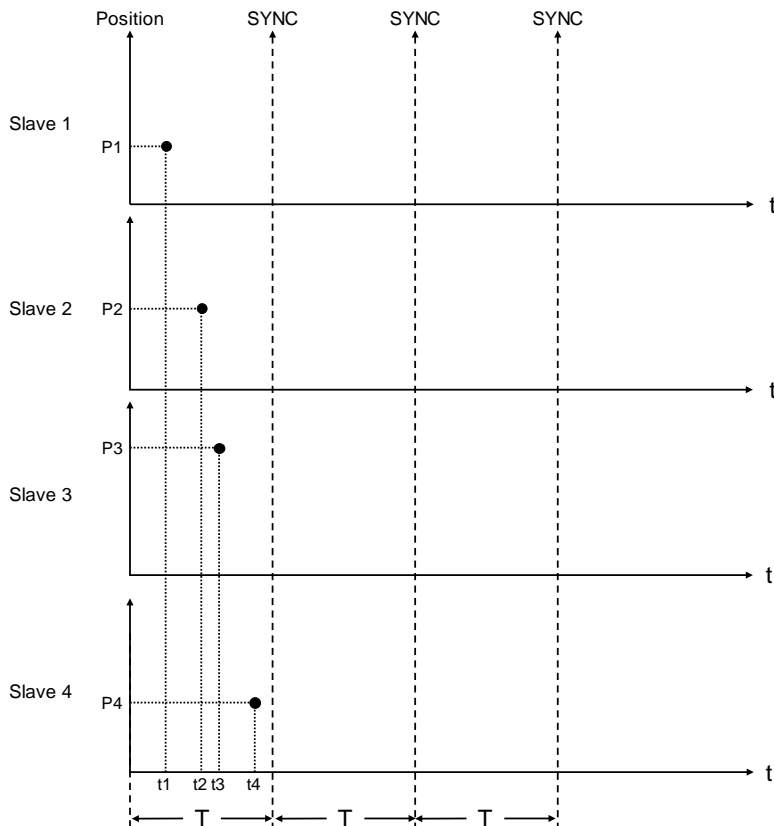 Position SYNC SYNC SYNC
Slave 1
P1
t
Slave 2 P2
t
P3
Slave 3
t
Slave 4
P4
t
t1 t2 t3 t4
T T T